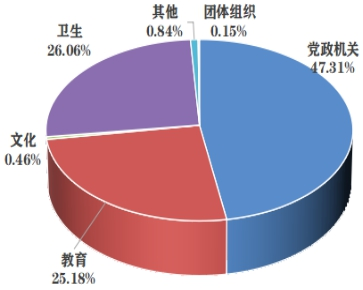 其他
0.84%
团体组织
0.15%
卫生
26.06%
党政机关
47.31%
文化
0.46%
教育
25.18%